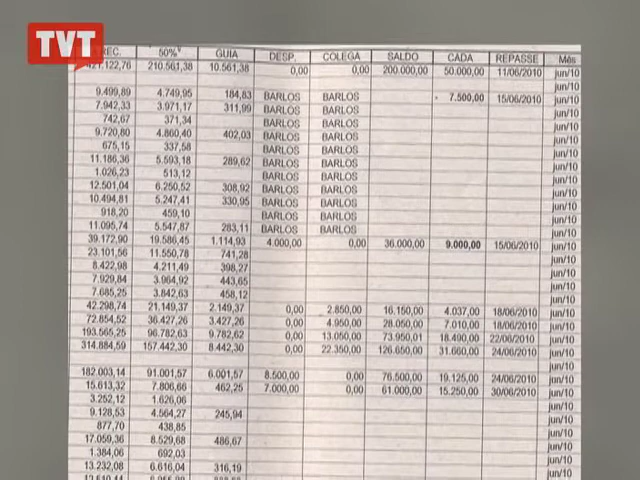 TVT
REC. 50% GUIA DESP. COLEGA SALDO CADA REPASSE Mês
421.122,76 210.561,38 10.561,38 0,00 0,00 200.000,00 50.000,00 11/06/2010 jun/10
9.499,89 4.749,95 184,83 BARLOS BARLOS 7.500,00 15/06/2010 jun/10
7.942,33 3.971,17 311,99 BARLOS BARLOS jun/10
742,67 371,34 BARLOS BARLOS jun/10
9.720,80 4.860,40 402,03 BARLOS BARLOS jun/10
675,15 337,58 BARLOS BARLOS jun/10
11.186,36 5.593,18 289,62 BARLOS BARLOS jun/10
1.026,23 513,12 BARLOS BARLOS jun/10
12.501,04 6.250,52 308,92 BARLOS BARLOS jun/10
10.494,81 5.247,41 330,95 BARLOS BARLOS jun/10
918,20 459,10 BARLOS BARLOS jun/10
11.095,74 5.547,87 283,11 BARLOS BARLOS jun/10
39.172,90 19.586,45 1.114,93 4.000,00 0,00 36.000,00 9.000,00 15/06/2010 jun/10
23.101,56 11.550,78 741,28 jun/10
8.422,98 4.211,49 398,27 jun/10
7.929,84 3.964,92 443,65 jun/10
7.685,25 3.842,63 458,12 jun/10
42.298,74 21.149,37 2.149,37 0,00 2.850,00 16.150,00 4.037,00 18/06/2010 jun/10
72.854,52 36.427,26 3.427,26 0,00 4.950,00 28.050,00 7.010,00 18/06/2010 jun/10
193.565,25 96.782,63 9.782,62 0,00 13.050,00 73.950,01 18.490,00 22/06/2010 jun/10
314.884,59 157.442,30 8.442,30 0,00 22.350,00 126.650,00 31.660,00 24/06/2010 jun/10
182.003,14 91.001,57 6.001,57 8.500,00 0,00 76.500,00 19.125,00 24/06/2010 jun/10
15.613,32 7.806,66 462,25 7.000,00 0,00 61.000,00 15.250,00 30/06/2010 jun/10
3.252,12 1.626,06 jun/10
9.128,53 4.564,27 245,94 jun/10
877,70 438,85 jun/10
17.059,36 8.529,68 486,67 jun/10
1.384,06 692,03 jun/10
13.232,08 6.616,04 316,19 jun/10